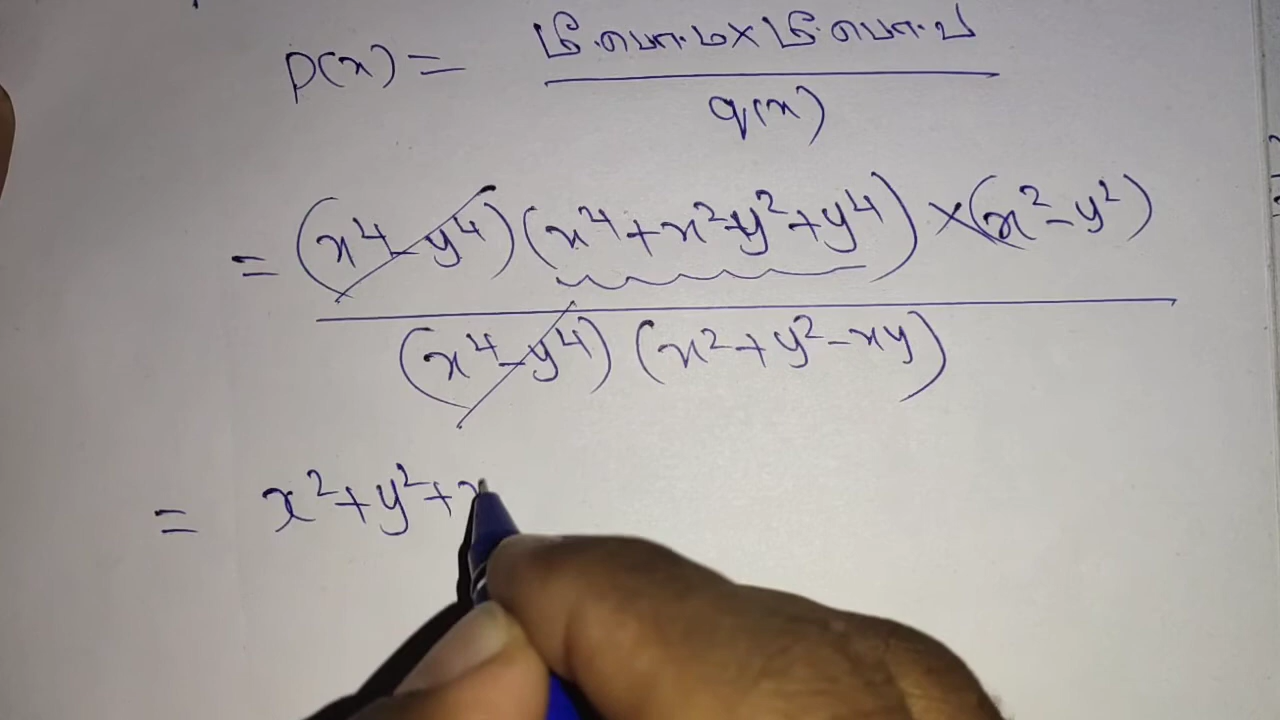 p(x) = மீ.பொ.ம × மீ.பொ.வ
q(x)
= (x⁴ - y⁴) (x⁴ + x²y² + y⁴) × (x² - y²)
(x⁴ - y⁴) (x² + y² - xy)
= x² + y² + x